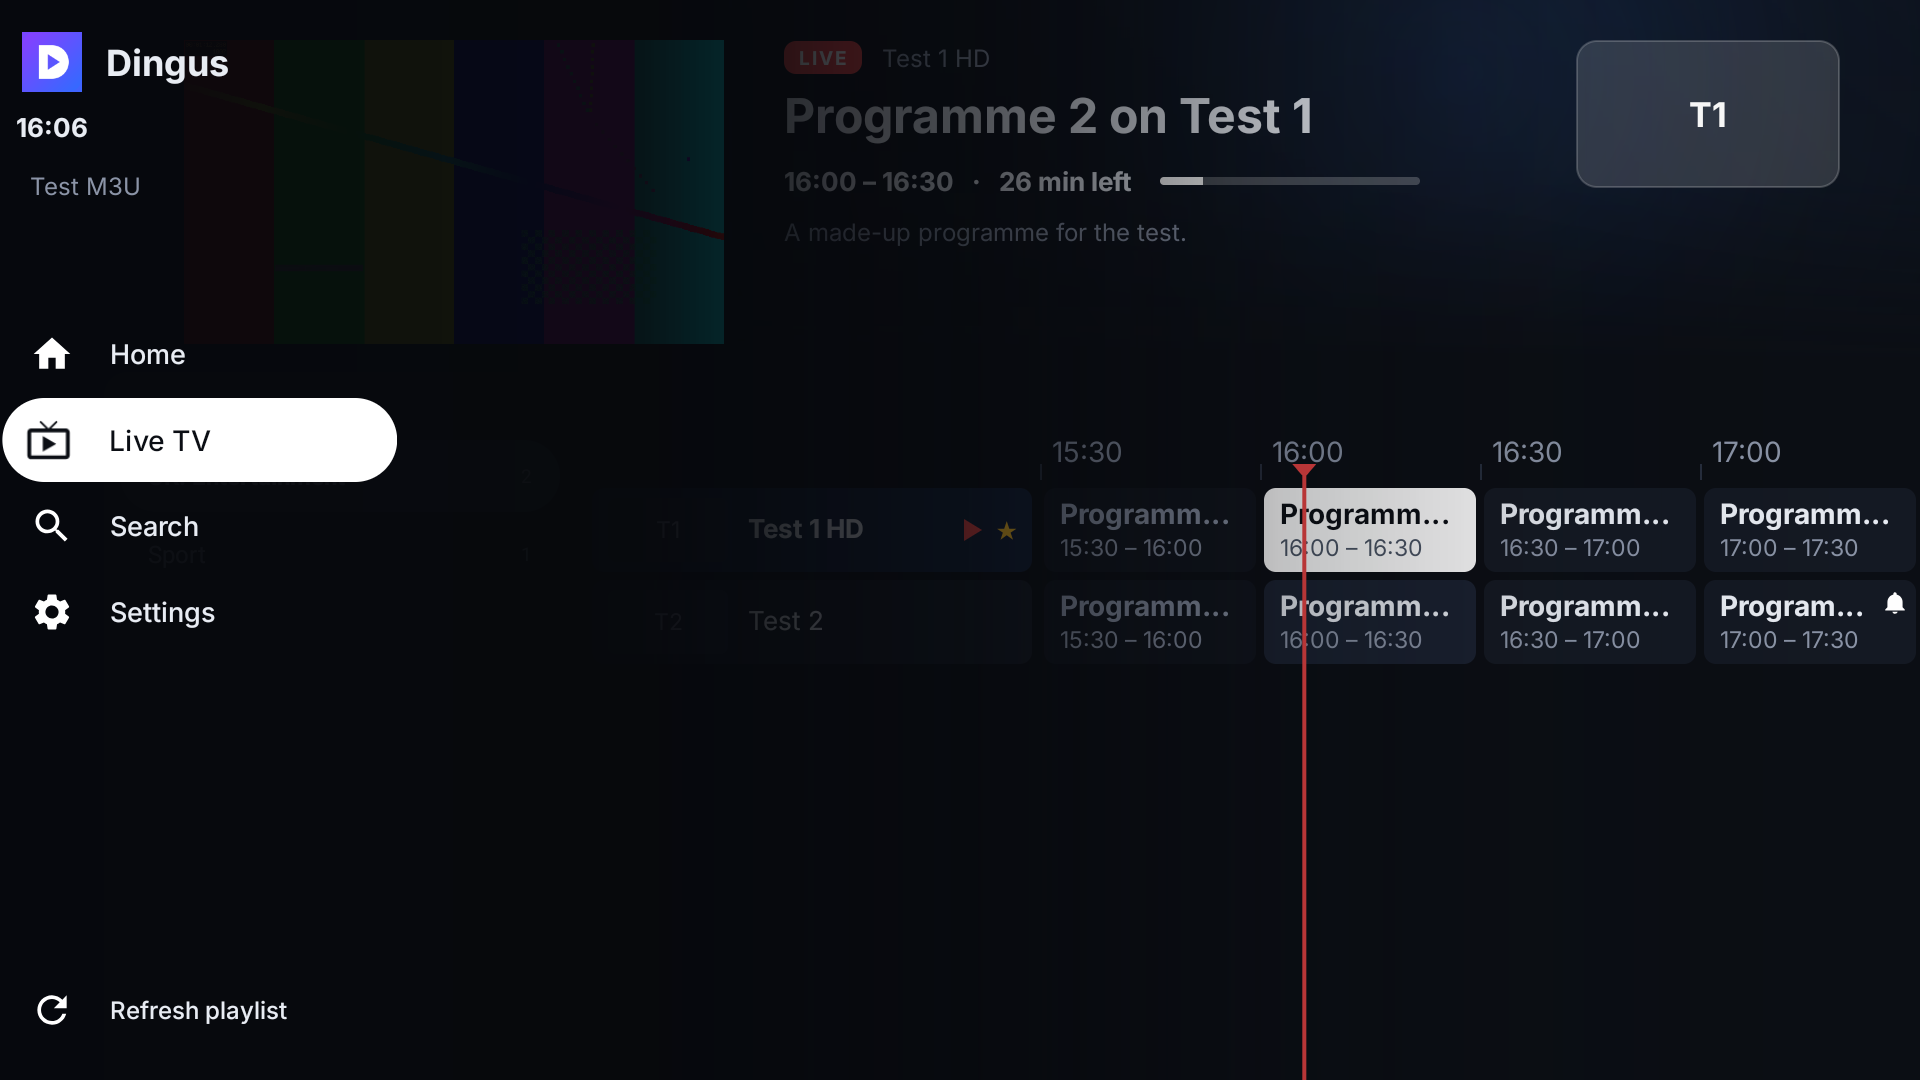 Dingus
16:06
Test M3U
Home
Live TV
Search
Settings
Refresh playlist
LIVE Test 1 HD
Programme 2 on Test 1
16:00 – 16:30 · 26 min left
A made-up programme for the test.
T1
2
Sport 1
15:30 16:00 16:30 17:00
T1 Test 1 HD
Programm... Programm... Programm... Programm...
15:30 – 16:00 16:00 – 16:30 16:30 – 17:00 17:00 – 17:30
T2 Test 2
Programm... Programm... Programm... Program...
15:30 – 16:00 16:00 – 16:30 16:30 – 17:00 17:00 – 17:30